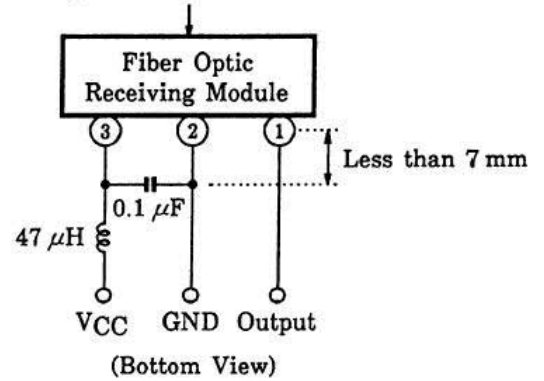 Fiber Optic
Receiving Module
3 2 1
Less than 7 mm
0.1 μF
47 μH
VCC GND Output
(Bottom View)